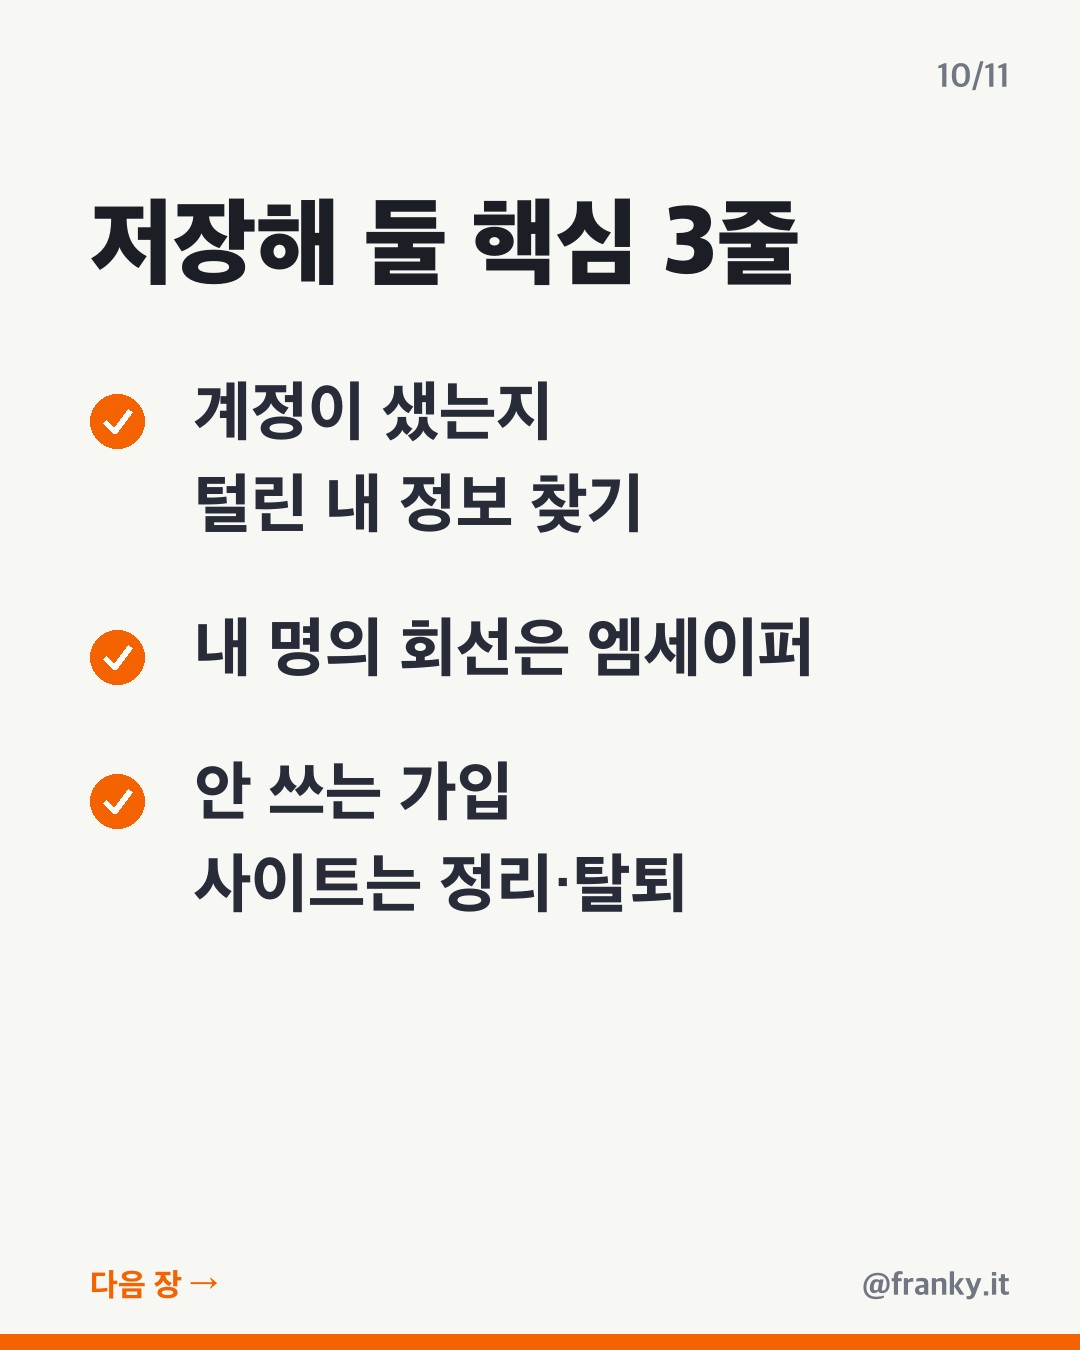 10/11
저장해 둘 핵심 3줄
계정이 샜는지
털린 내 정보 찾기
내 명의 회선은 엠세이퍼
안 쓰는 가입
사이트는 정리·탈퇴
다음 장 →
@franky.it